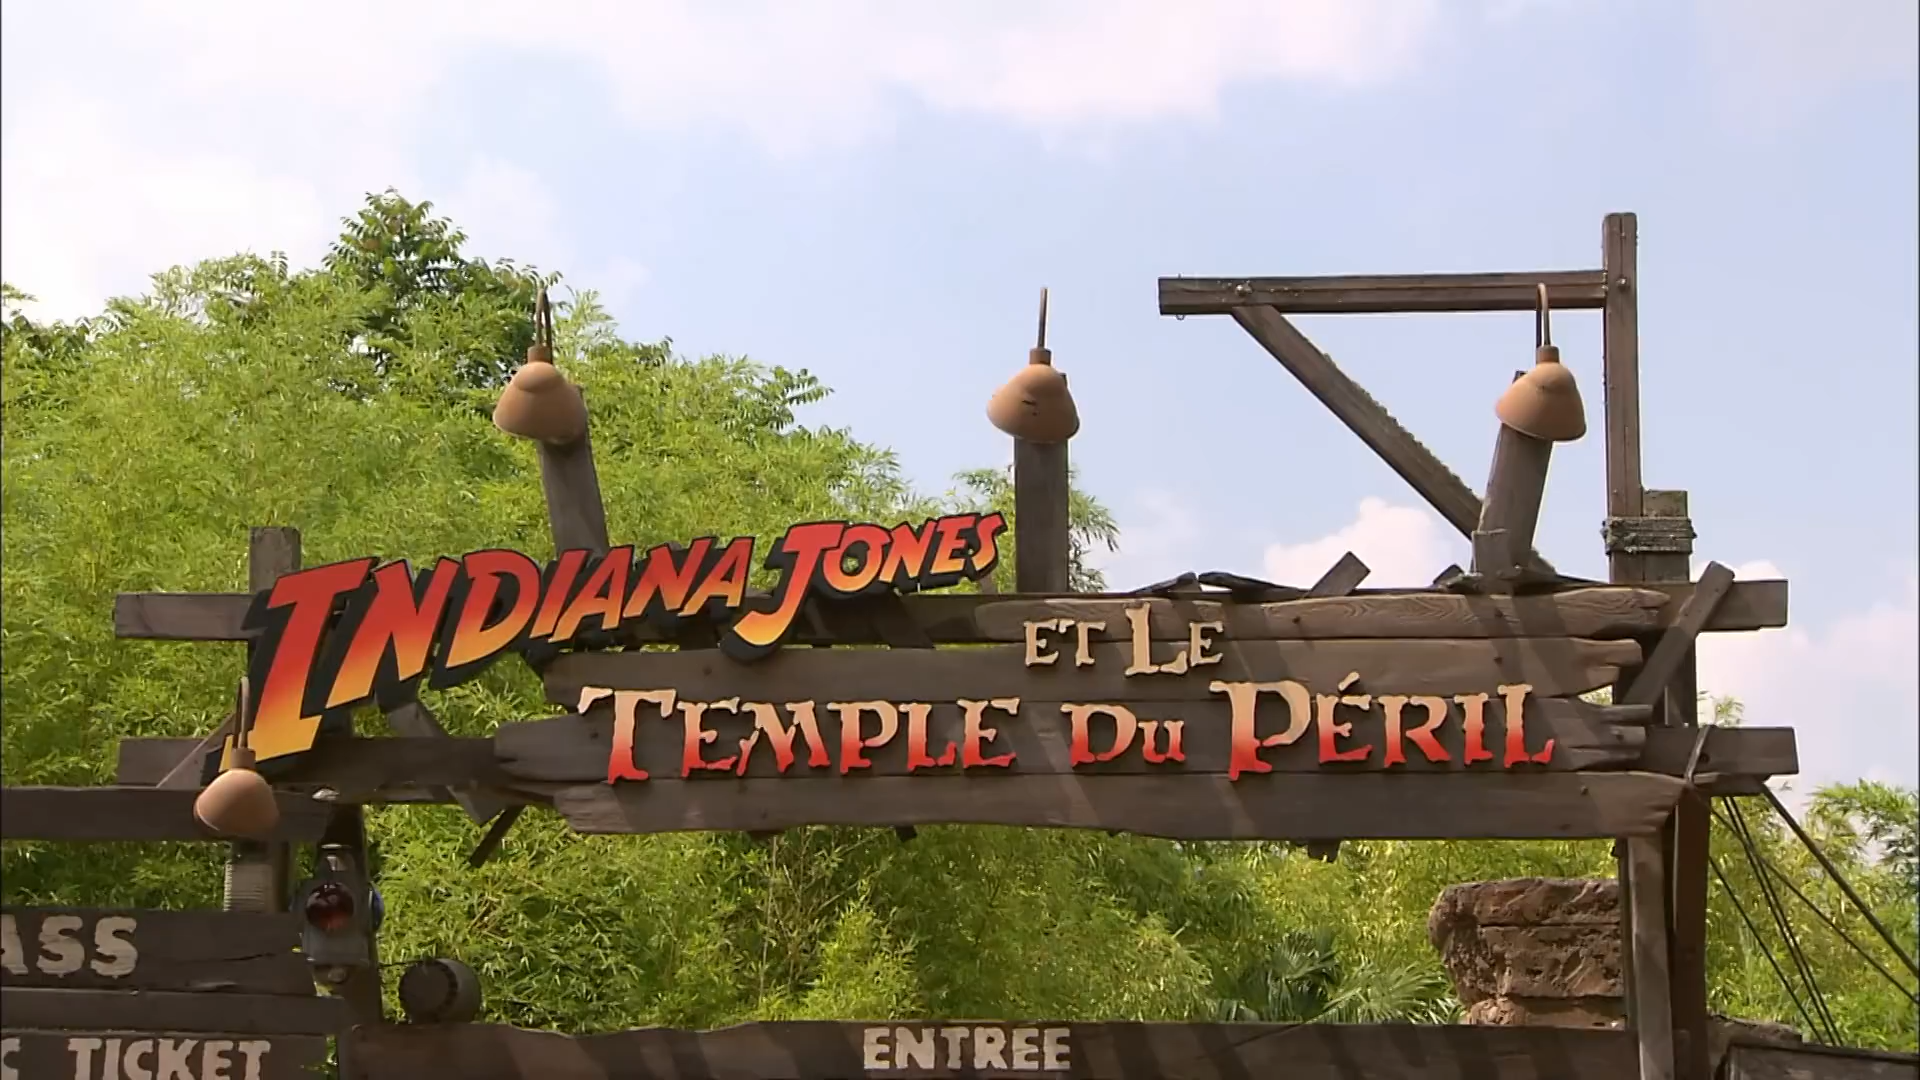 INDIANA JONES
ET LE
TEMPLE DU PÉRIL
ASS
C TICKET
ENTREE